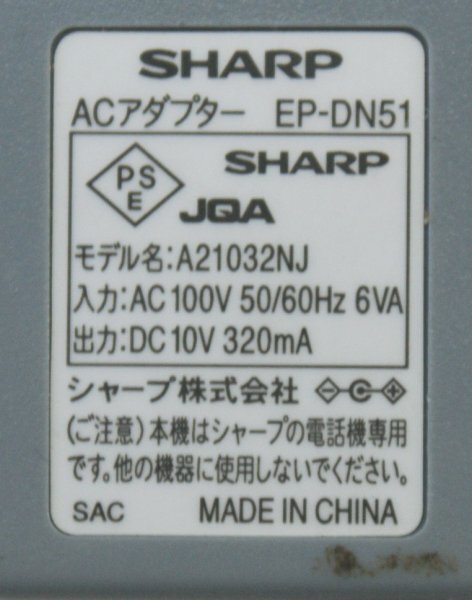 SHARP
ACアダプター EP-DN51
PSE SHARP
JQA
モデル名:A21032NJ
入力:AC100V 50/60Hz 6VA
出力:DC10V 320mA
シャープ株式会社
(ご注意)本機はシャープの電話機専用
です。他の機器に使用しないでください。
SAC MADE IN CHINA